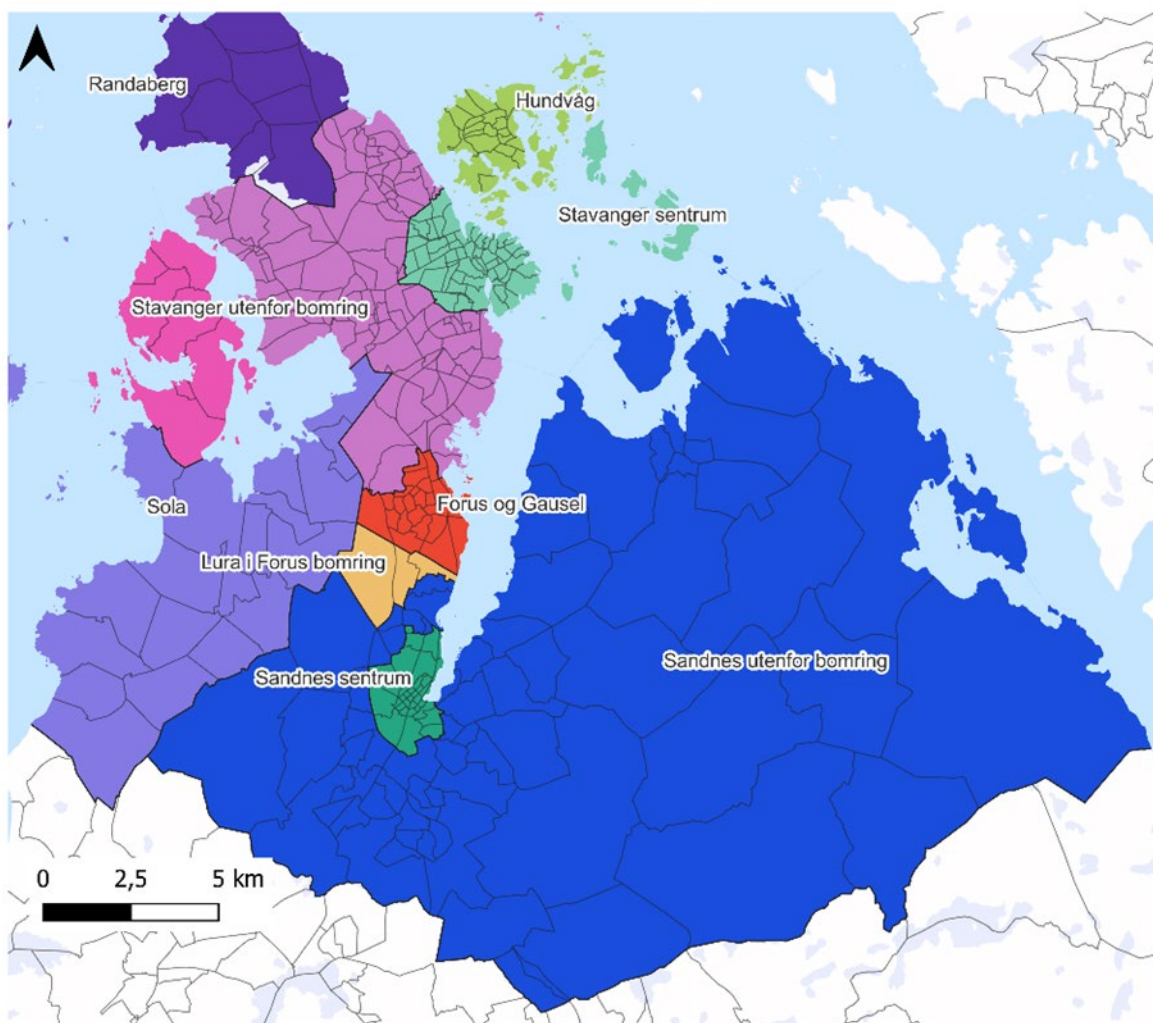 Randaberg
Hundvåg
Stavanger sentrum
Stavanger utenfor bomring
Sola
Forus og Gausel
Lura i Forus bomring
Sandnes utenfor bomring
Sandnes sentrum
0 2,5 5 km